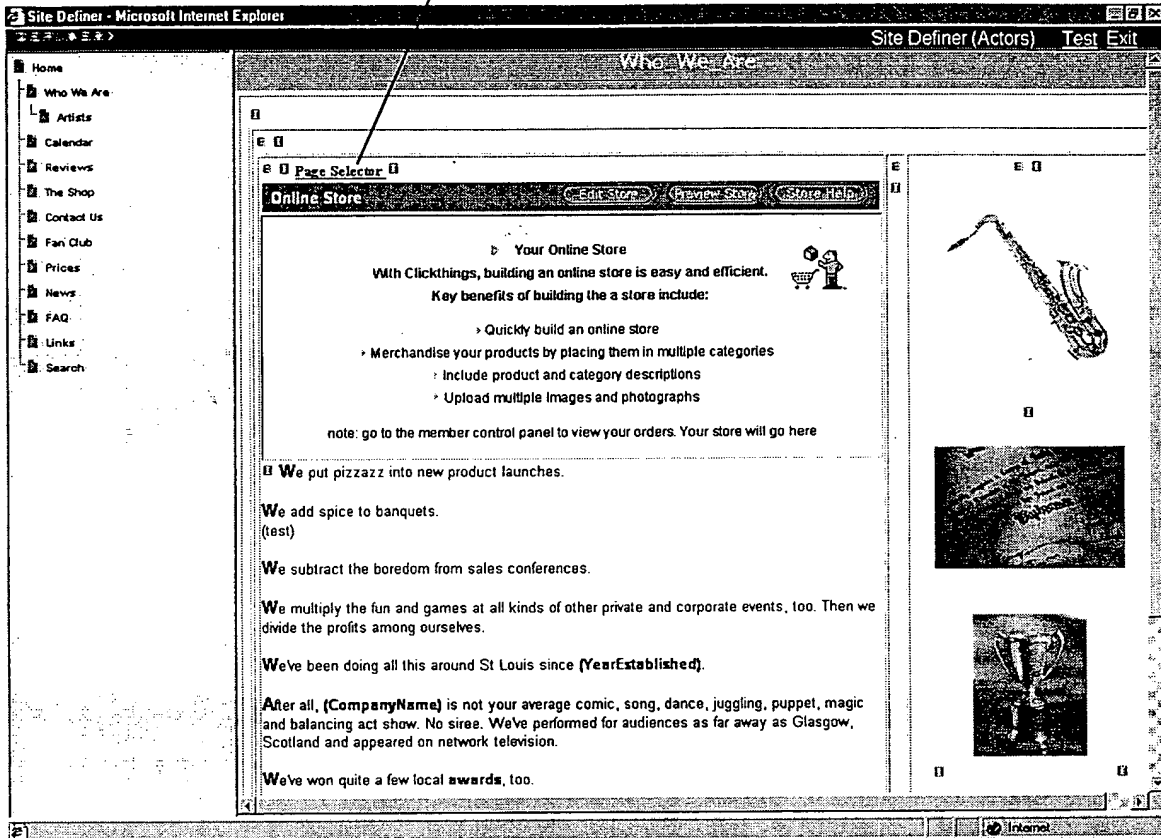 Site Definer - Microsoft Internet Explorer
Site Definer (Actors) Test Exit
Home
Who We Are
Artists
Calendar
Reviews
The Shop
Contact Us
Fan Club
Prices
News
FAQ
Links
Search
Who We Are
E I
E I Page Selector I
Online Store Edit Store Preview Store Store Help
Your Online Store
With Clickthings, building an online store is easy and efficient.
Key benefits of building the a store include:
› Quickly build an online store
› Merchandise your products by placing them in multiple categories
› Include product and category descriptions
› Upload multiple images and photographs
note: go to the member control panel to view your orders. Your store will go here
We put pizzazz into new product launches.
We add spice to banquets.
(test)
We subtract the boredom from sales conferences.
We multiply the fun and games at all kinds of other private and corporate events, too. Then we
divide the profits among ourselves.
We've been doing all this around St Louis since (YearEstablished).
After all, (CompanyName) is not your average comic, song, dance, juggling, puppet, magic
and balancing act show. No siree. We've performed for audiences as far away as Glasgow,
Scotland and appeared on network television.
We've won quite a few local awards, too.
E I
Internet